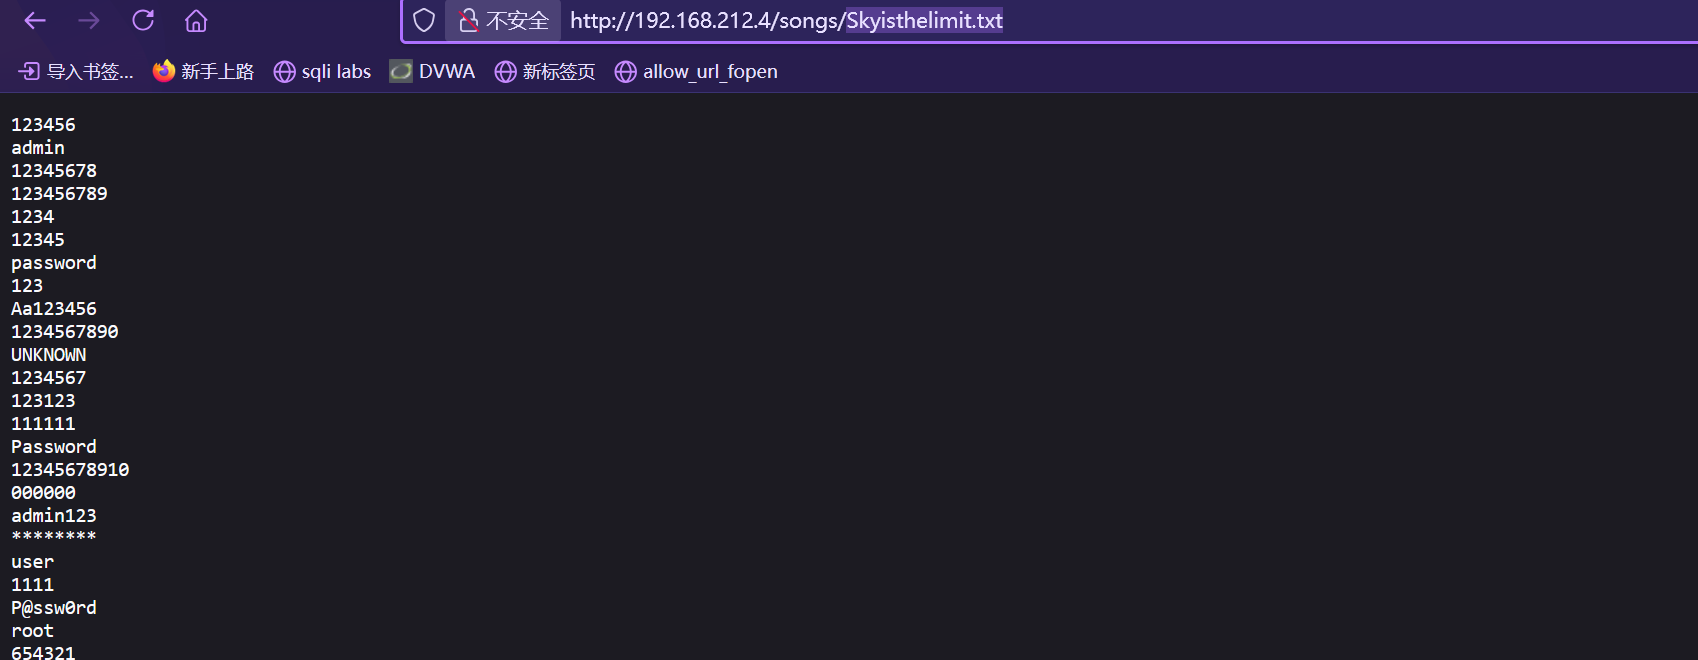 不安全 http://192.168.212.4/songs/Skyisthelimit.txt
导入书签... 新手上路 sqli labs DVWA 新标签页 allow_url_fopen
123456
admin
12345678
123456789
1234
12345
password
123
Aa123456
1234567890
UNKNOWN
1234567
123123
111111
Password
12345678910
000000
admin123
********
user
1111
P@ssw0rd
root
654321